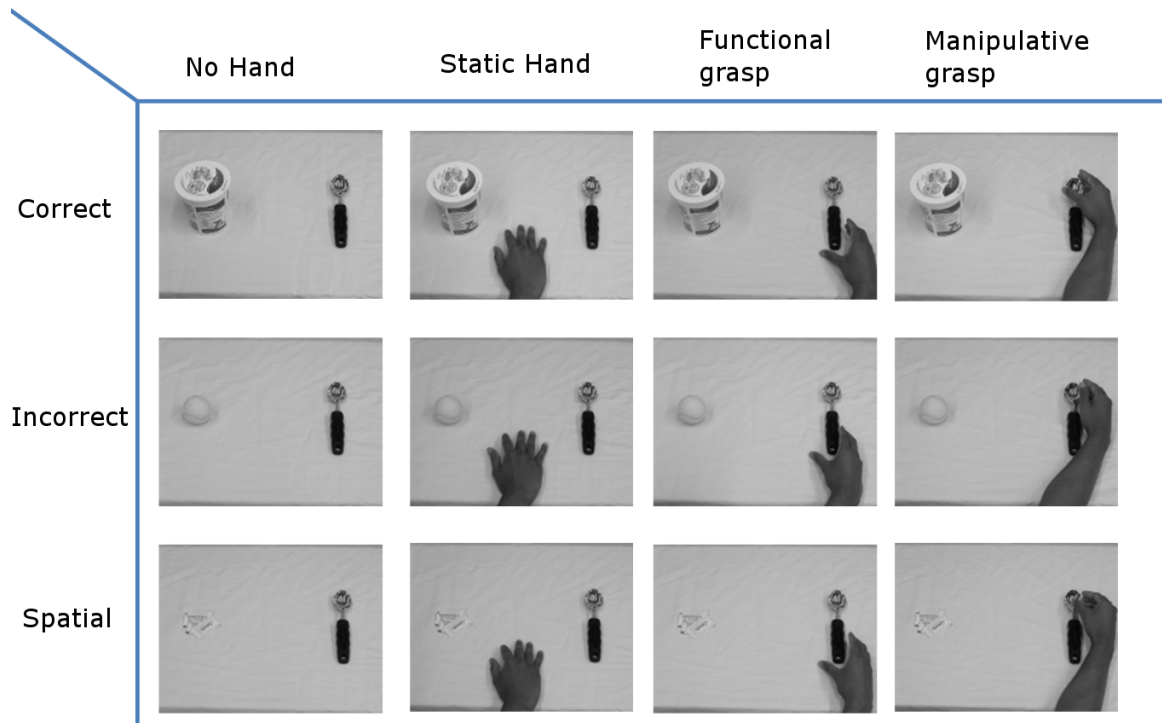 No Hand
Static Hand
Functional
grasp
Manipulative
grasp
Correct
Incorrect
Spatial